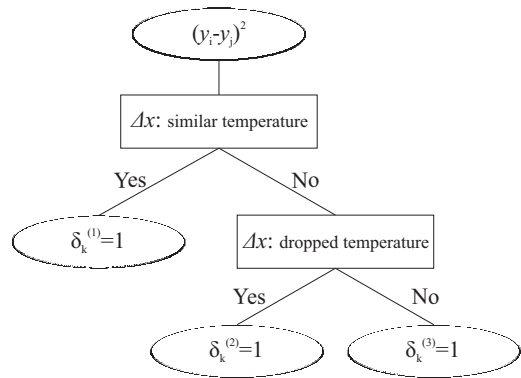 (yᵢ-yⱼ)²
Δx: similar temperature
Yes
No
δₖ⁽¹⁾=1
Δx: dropped temperature
Yes
No
δₖ⁽²⁾=1
δₖ⁽³⁾=1